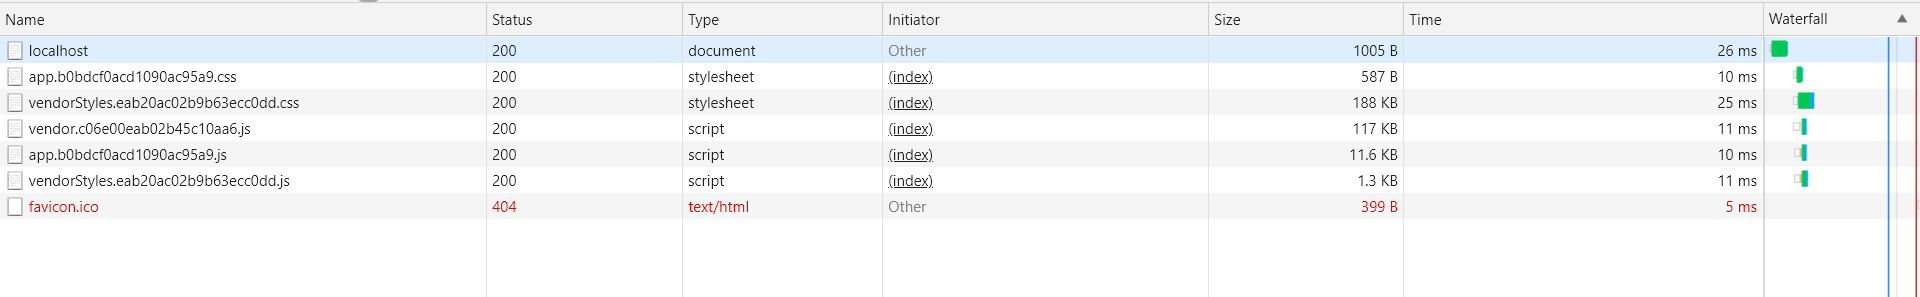 Name Status Type Initiator Size Time Waterfall
localhost 200 document Other 1005 B 26 ms
app.b0bdcf0acd1090ac95a9.css 200 stylesheet (index) 587 B 10 ms
vendorStyles.eab20ac02b9b63ecc0dd.css 200 stylesheet (index) 188 KB 25 ms
vendor.c06e00eab02b45c10aa6.js 200 script (index) 117 KB 11 ms
app.b0bdcf0acd1090ac95a9.js 200 script (index) 11.6 KB 10 ms
vendorStyles.eab20ac02b9b63ecc0dd.js 200 script (index) 1.3 KB 11 ms
favicon.ico 404 text/html Other 399 B 5 ms